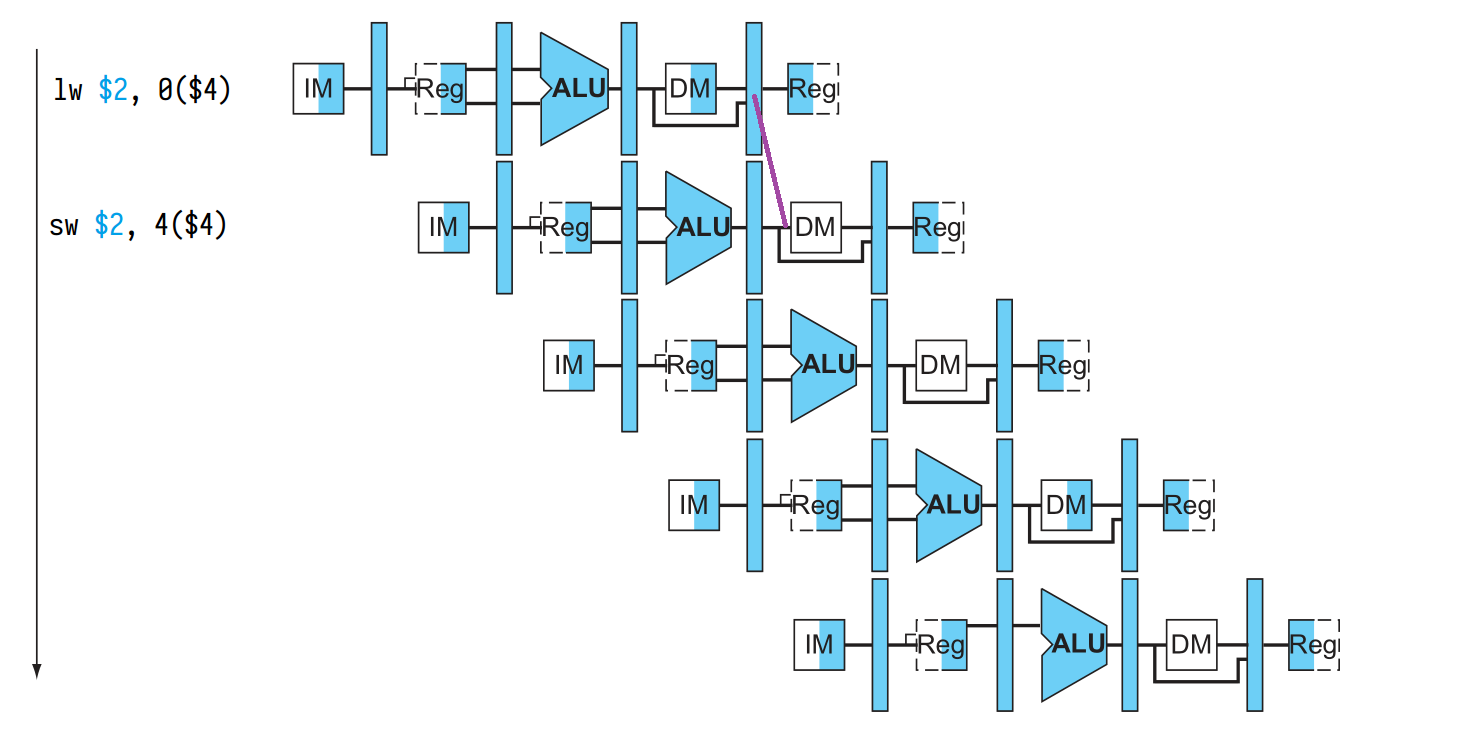 lw $2, 0($4)
IM Reg ALU DM Reg
sw $2, 4($4)
IM Reg ALU DM Reg
IM Reg ALU DM Reg
IM Reg ALU DM Reg
IM Reg ALU DM Reg